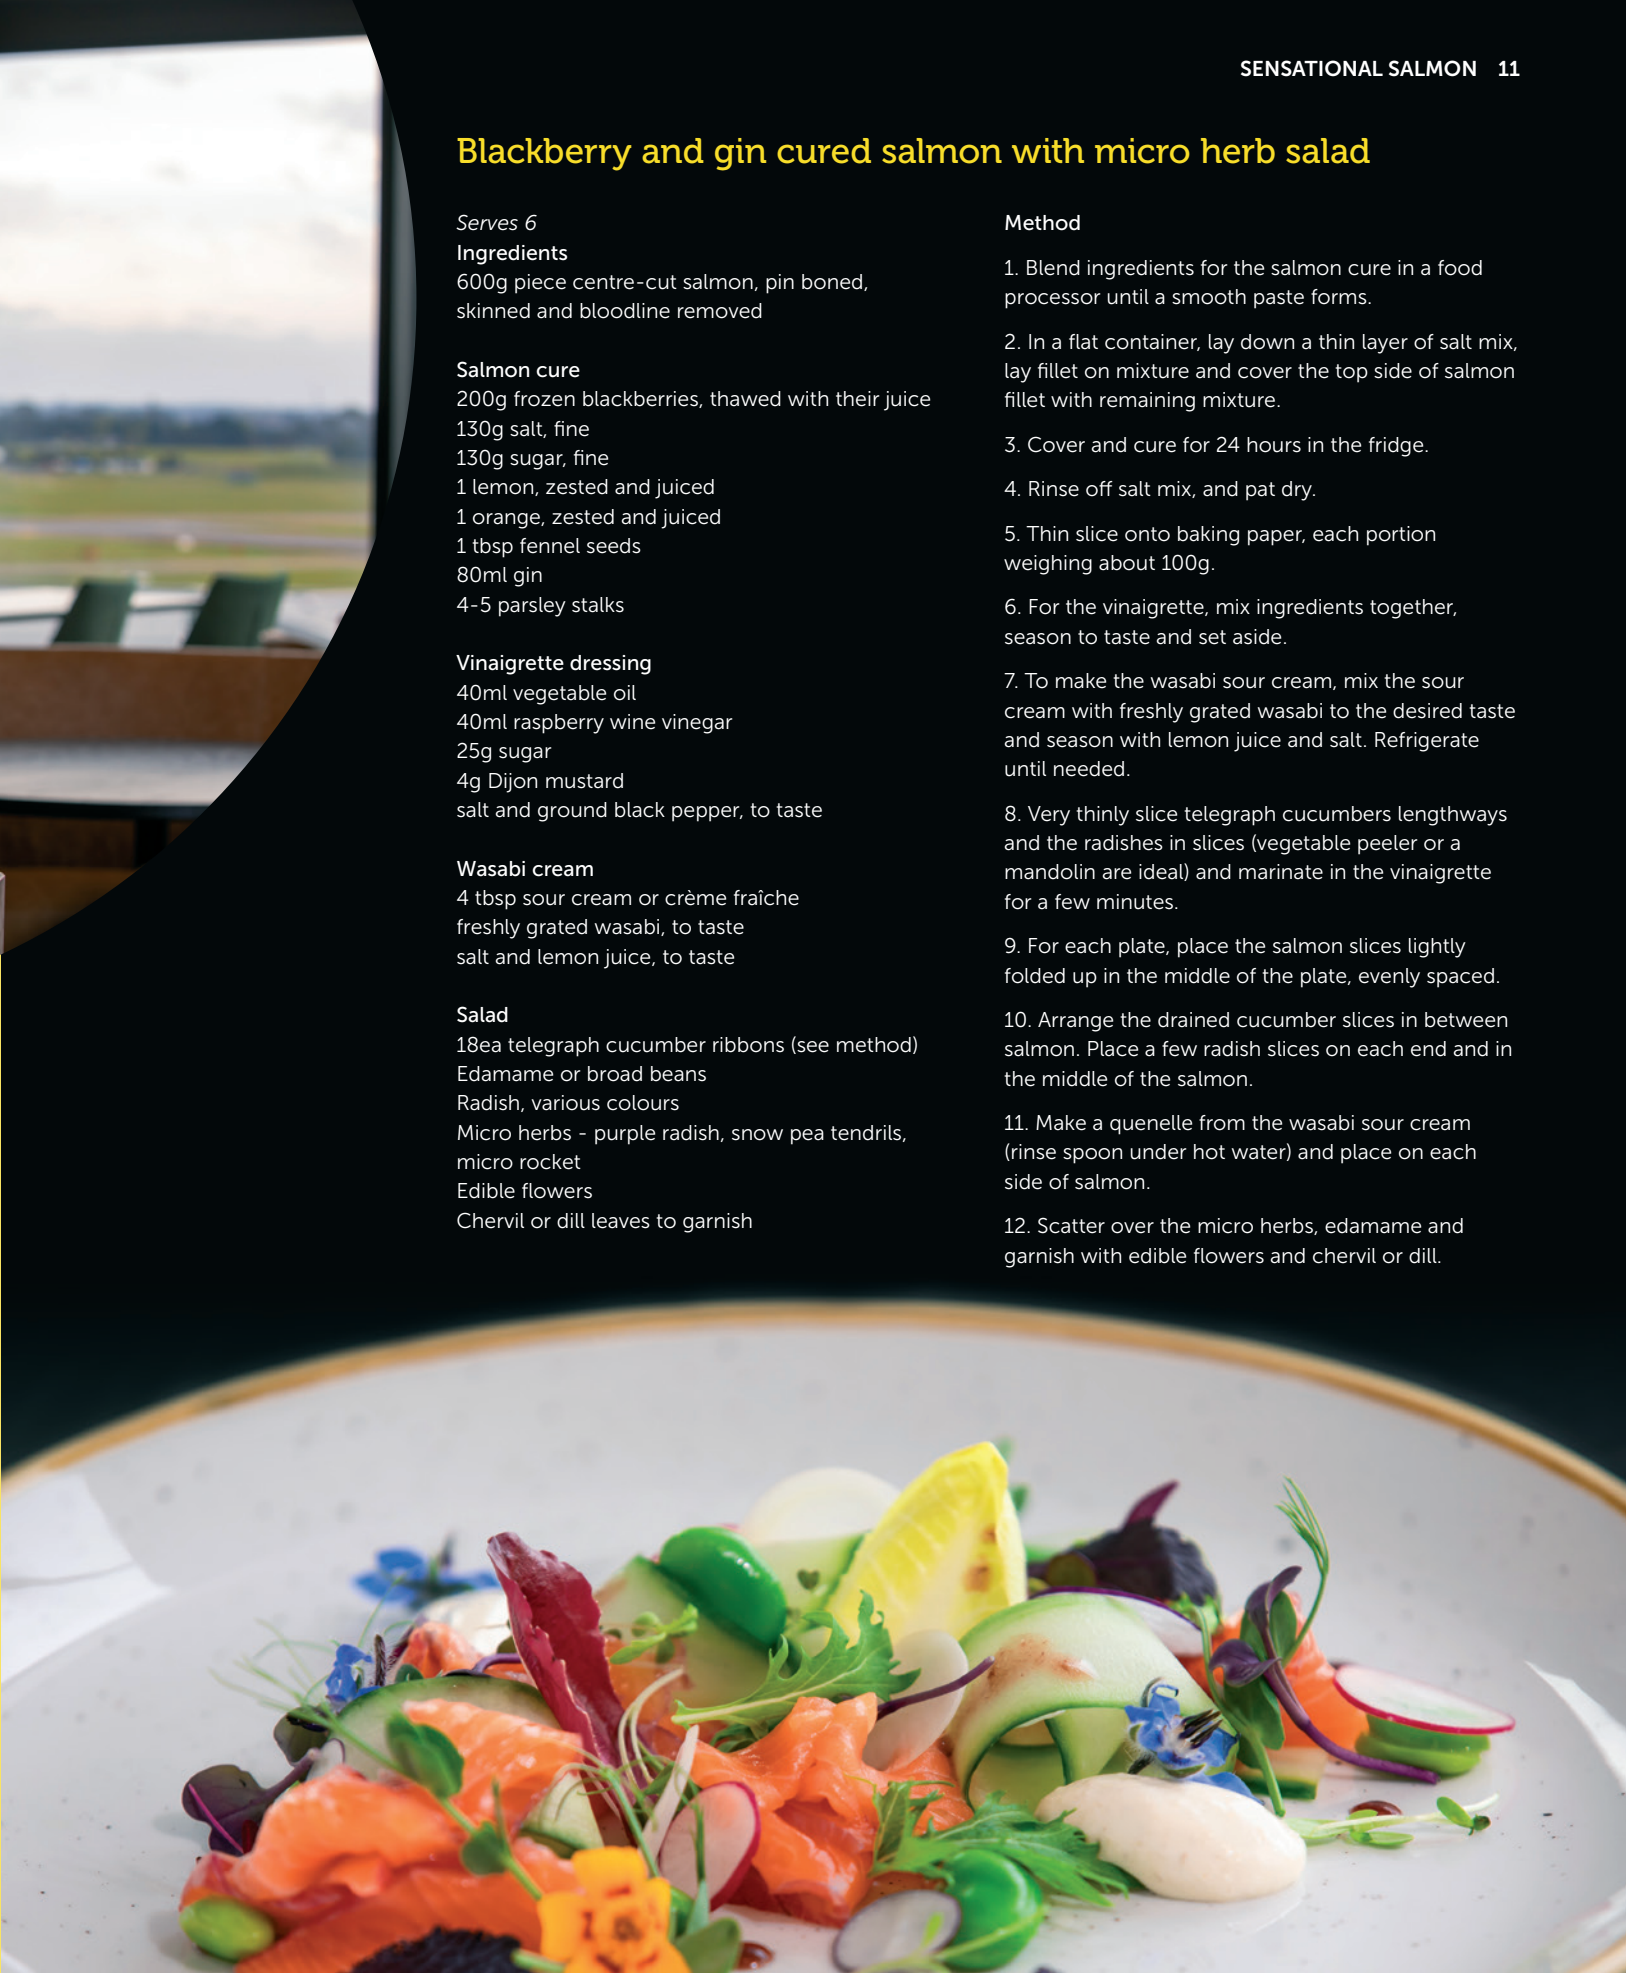 SENSATIONAL SALMON 11
Blackberry and gin cured salmon with micro herb salad
Serves 6
Ingredients
600g piece centre-cut salmon, pin boned,
skinned and bloodline removed
Salmon cure
200g frozen blackberries, thawed with their juice
130g salt, fine
130g sugar, fine
1 lemon, zested and juiced
1 orange, zested and juiced
1 tbsp fennel seeds
80ml gin
4-5 parsley stalks
Vinaigrette dressing
40ml vegetable oil
40ml raspberry wine vinegar
25g sugar
4g Dijon mustard
salt and ground black pepper, to taste
Wasabi cream
4 tbsp sour cream or crème fraîche
freshly grated wasabi, to taste
salt and lemon juice, to taste
Salad
18ea telegraph cucumber ribbons (see method)
Edamame or broad beans
Radish, various colours
Micro herbs - purple radish, snow pea tendrils,
micro rocket
Edible flowers
Chervil or dill leaves to garnish
Method
1. Blend ingredients for the salmon cure in a food
processor until a smooth paste forms.
2. In a flat container, lay down a thin layer of salt mix,
lay fillet on mixture and cover the top side of salmon
fillet with remaining mixture.
3. Cover and cure for 24 hours in the fridge.
4. Rinse off salt mix, and pat dry.
5. Thin slice onto baking paper, each portion
weighing about 100g.
6. For the vinaigrette, mix ingredients together,
season to taste and set aside.
7. To make the wasabi sour cream, mix the sour
cream with freshly grated wasabi to the desired taste
and season with lemon juice and salt. Refrigerate
until needed.
8. Very thinly slice telegraph cucumbers lengthways
and the radishes in slices (vegetable peeler or a
mandolin are ideal) and marinate in the vinaigrette
for a few minutes.
9. For each plate, place the salmon slices lightly
folded up in the middle of the plate, evenly spaced.
10. Arrange the drained cucumber slices in between
salmon. Place a few radish slices on each end and in
the middle of the salmon.
11. Make a quenelle from the wasabi sour cream
(rinse spoon under hot water) and place on each
side of salmon.
12. Scatter over the micro herbs, edamame and
garnish with edible flowers and chervil or dill.